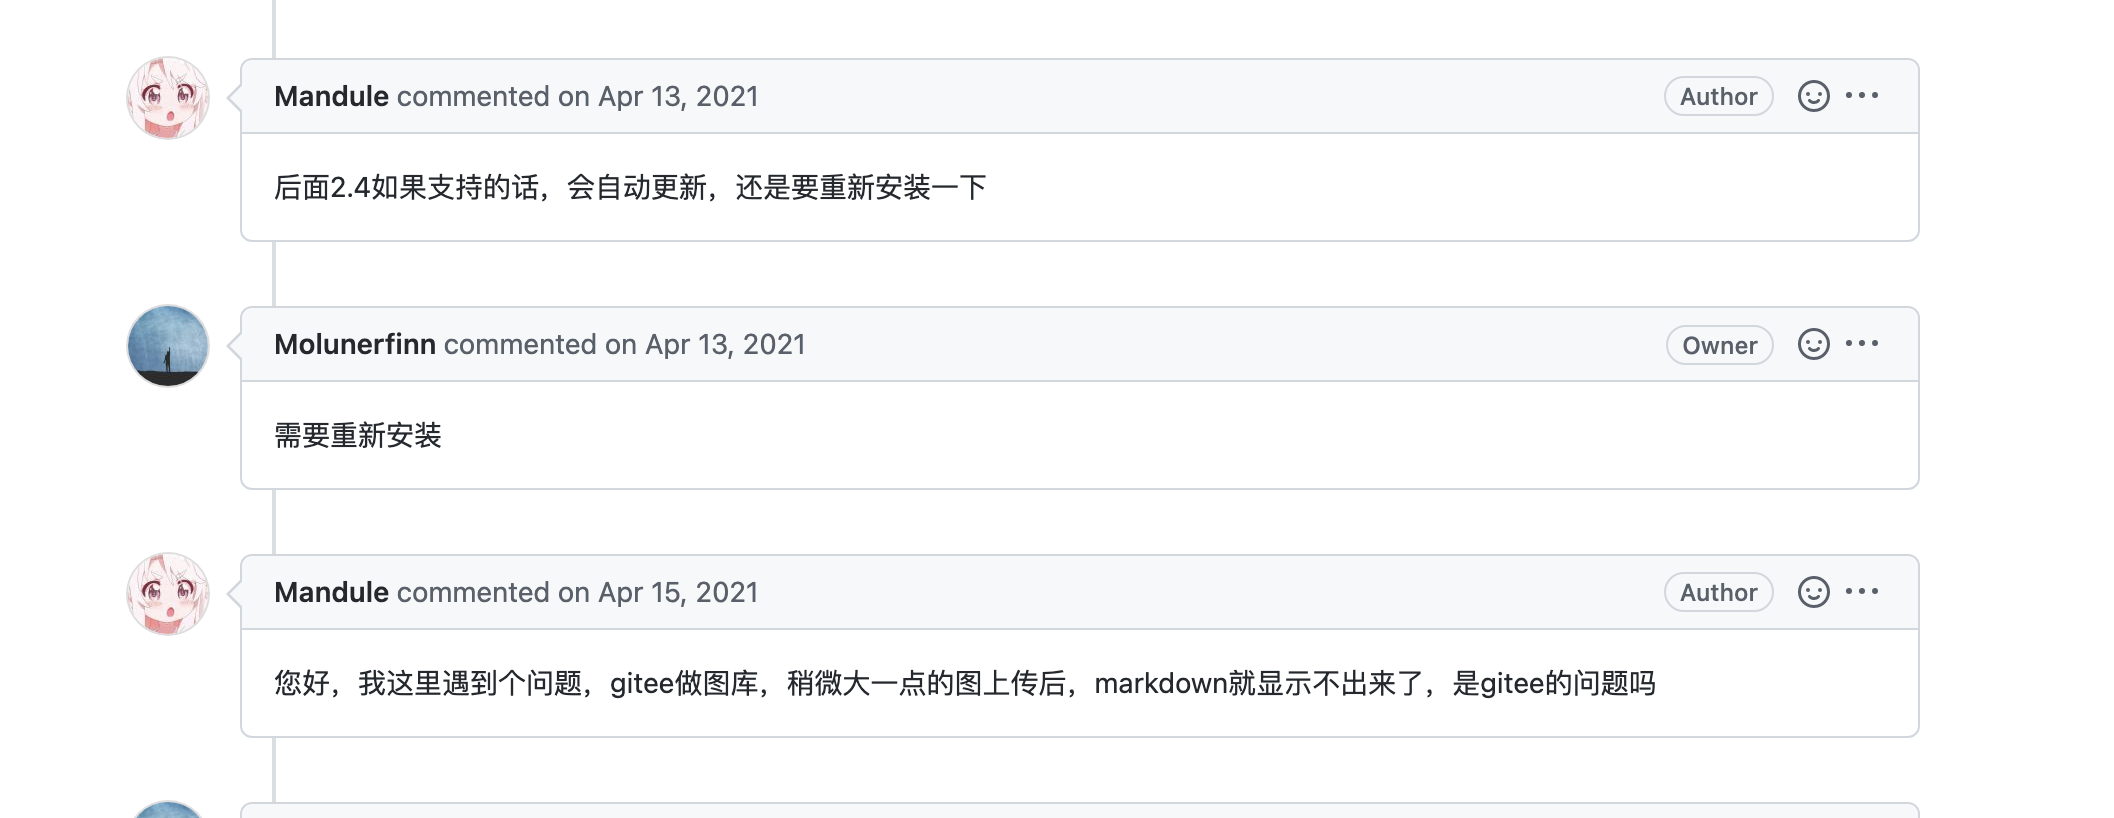 Mandule commented on Apr 13, 2021 Author
后面2.4如果支持的话，会自动更新，还是要重新安装一下
Molunerfinn commented on Apr 13, 2021 Owner
需要重新安装
Mandule commented on Apr 15, 2021 Author
您好，我这里遇到个问题，gitee做图库，稍微大一点的图上传后，markdown就显示不出来了，是gitee的问题吗